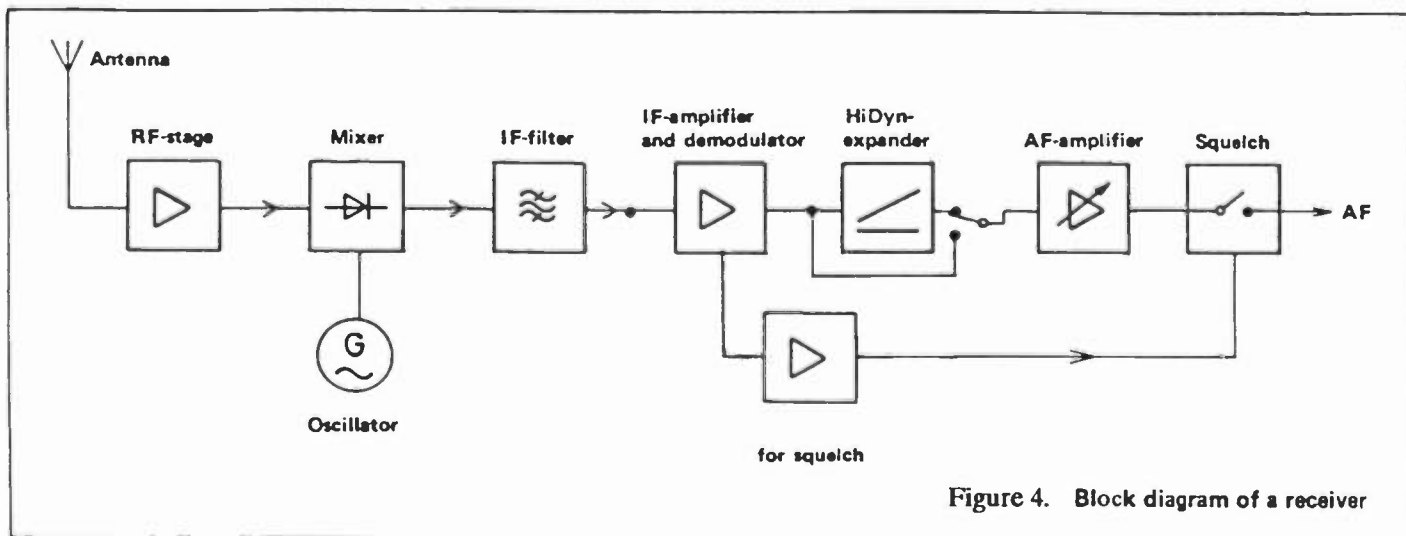 Antenna
RF-stage
Mixer
IF-filter
IF-amplifier
and demodulator
HiDyn-
expander
AF-amplifier
Squelch
AF
G
Oscillator
for squelch
Figure 4. Block diagram of a receiver